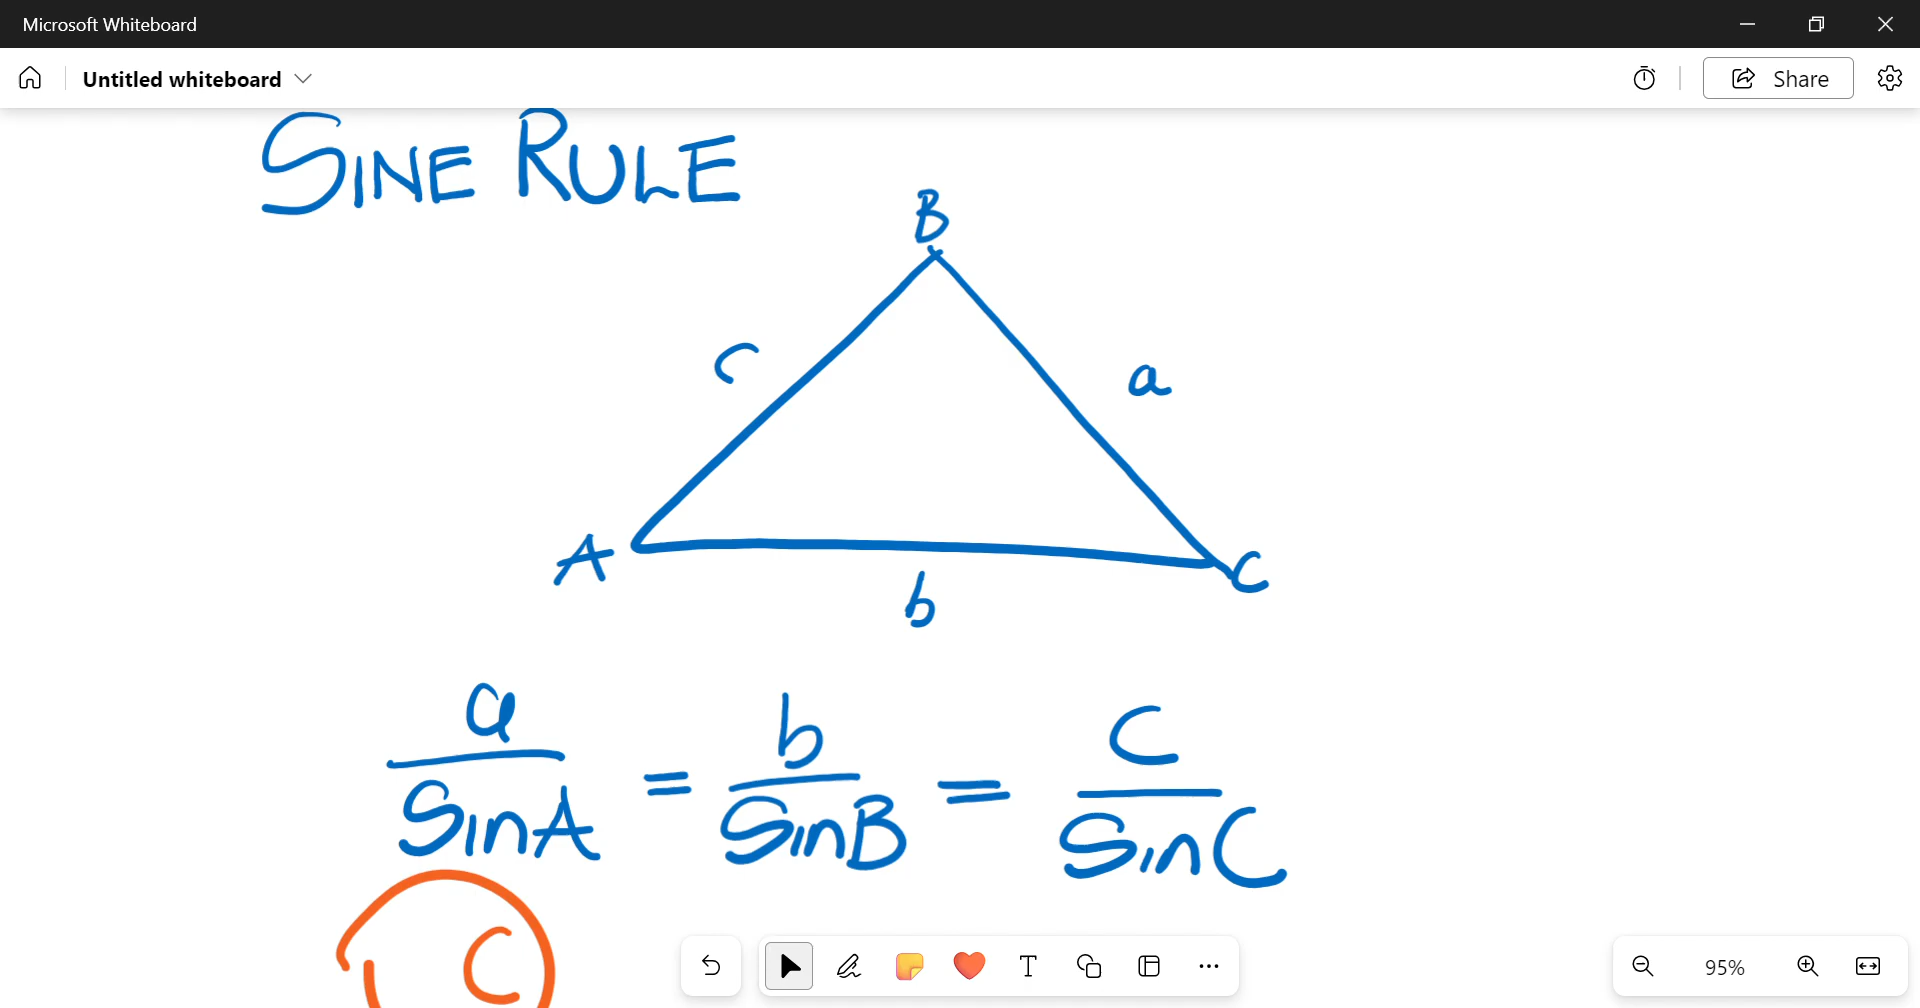 Microsoft Whiteboard
Untitled whiteboard
Share
SINE RULE
B
c
a
A
C
b
a/SinA = b/SinB = c/SinC
C
95%